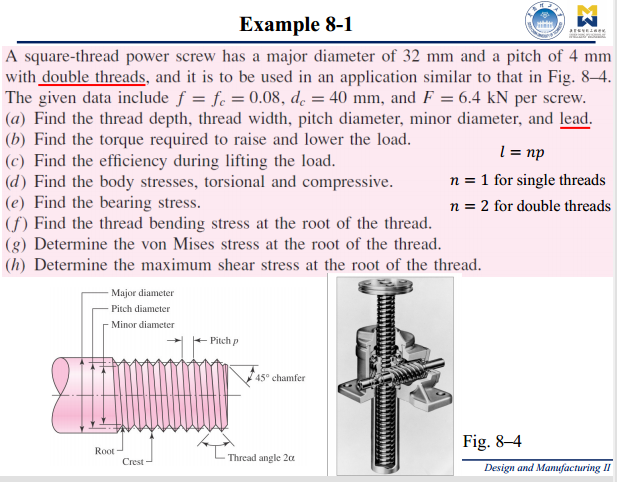 Example 8-1
A square-thread power screw has a major diameter of 32 mm and a pitch of 4 mm
with double threads, and it is to be used in an application similar to that in Fig. 8–4.
The given data include f = fc = 0.08, dc = 40 mm, and F = 6.4 kN per screw.
(a) Find the thread depth, thread width, pitch diameter, minor diameter, and lead.
(b) Find the torque required to raise and lower the load.
(c) Find the efficiency during lifting the load.
(d) Find the body stresses, torsional and compressive.
(e) Find the bearing stress.
(f) Find the thread bending stress at the root of the thread.
(g) Determine the von Mises stress at the root of the thread.
(h) Determine the maximum shear stress at the root of the thread.
l = np
n = 1 for single threads
n = 2 for double threads
Major diameter
Pitch diameter
Minor diameter
Pitch p
45° chamfer
Root
Crest
Thread angle 2α
Fig. 8–4
Design and Manufacturing II